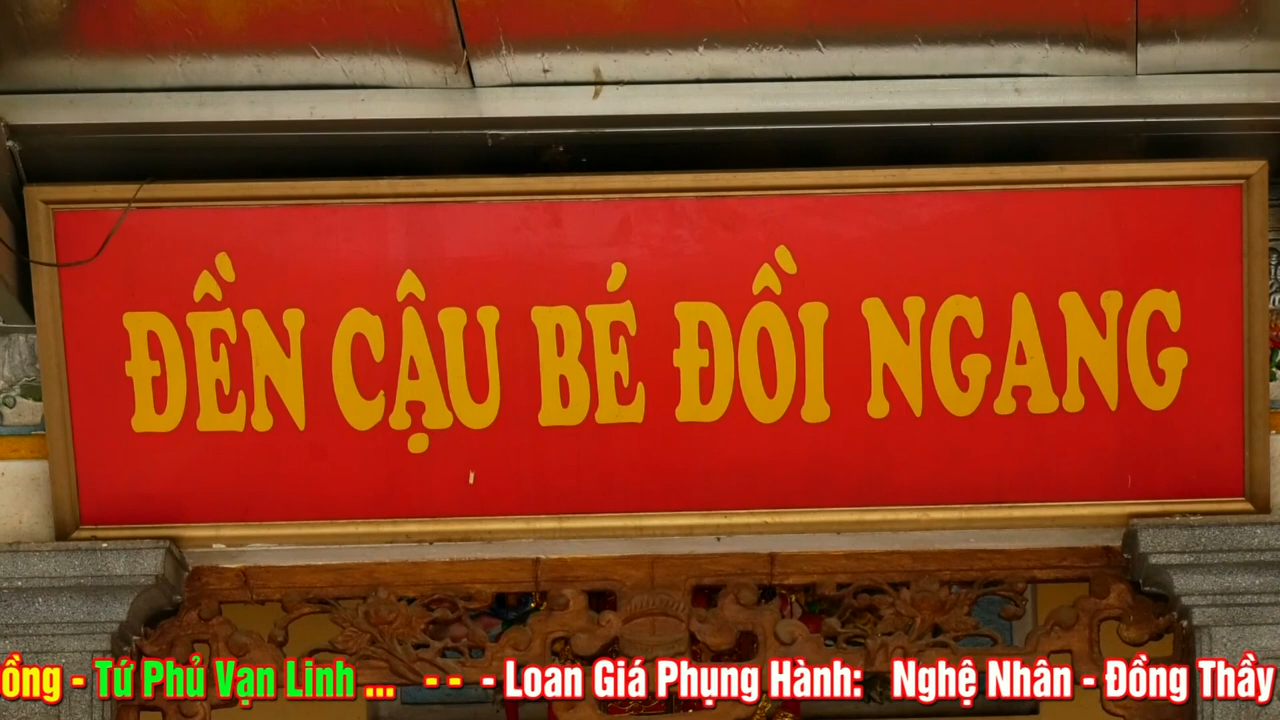 ĐỀN CẬU BÉ ĐỒI NGANG
ồng - Tứ Phủ Vạn Linh ... - - - Loan Giá Phụng Hành: Nghệ Nhân - Đồng Thầy